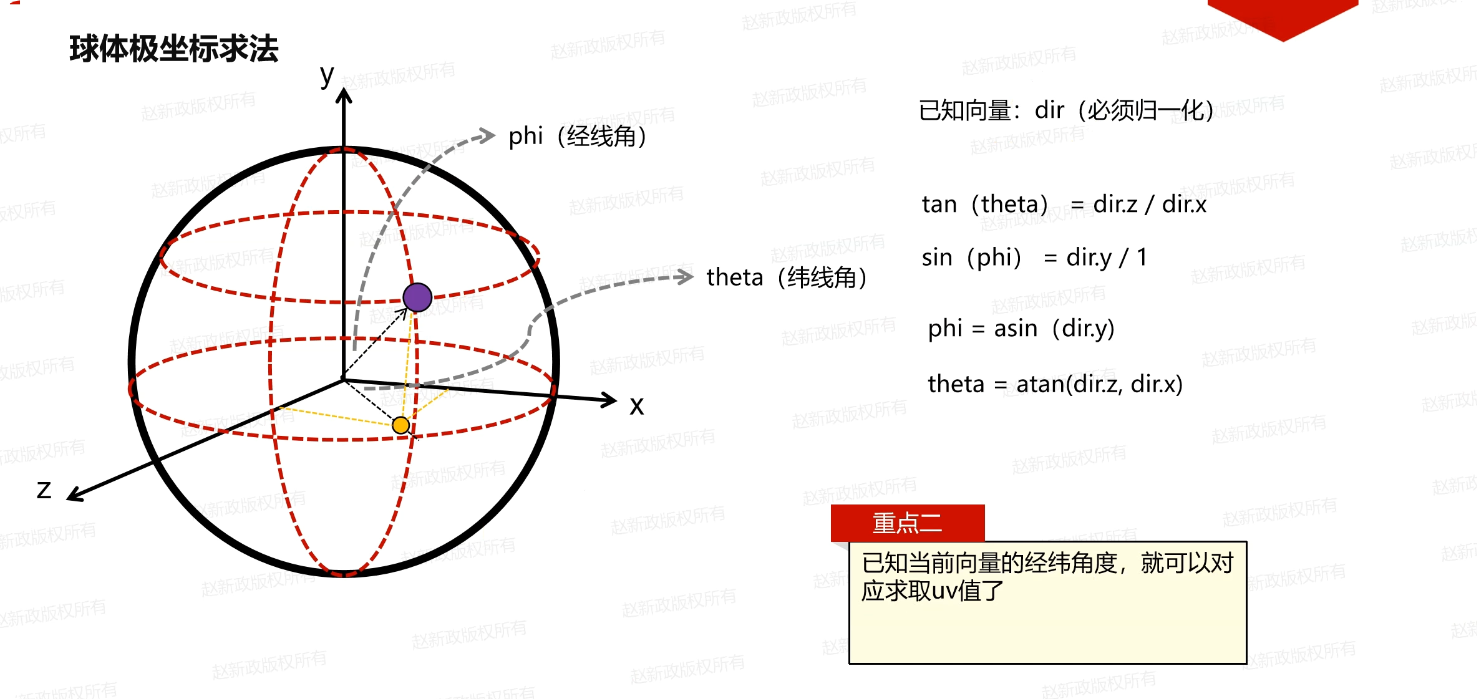 球体极坐标求法
y
phi（经线角）
theta（纬线角）
x
z
已知向量：dir（必须归一化）
tan（theta） = dir.z / dir.x
sin（phi） = dir.y / 1
phi = asin（dir.y)
theta = atan(dir.z, dir.x)
重点二
已知当前向量的经纬角度，就可以对
应求取uv值了
赵新政版权所有